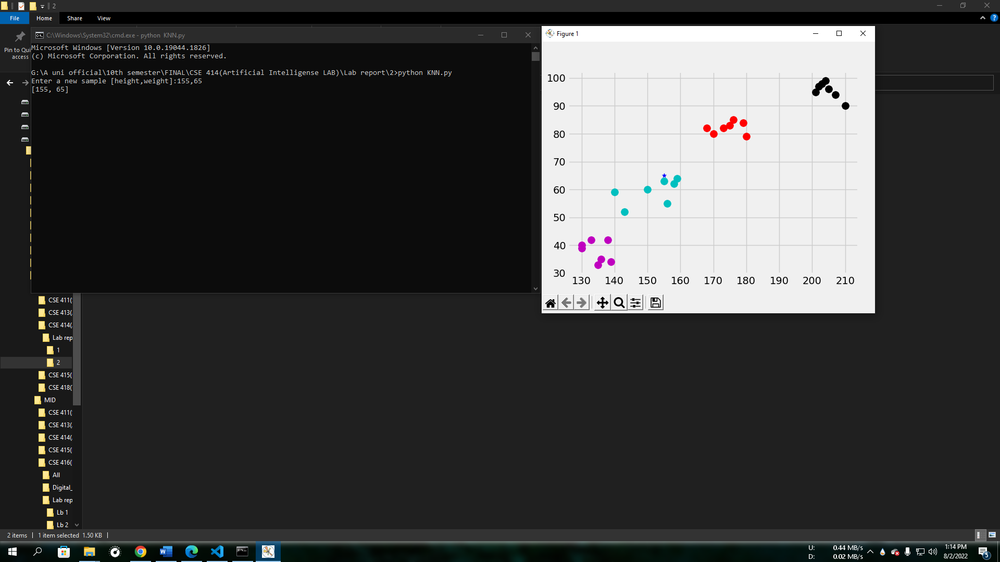 2
File Home Share View
Pin to Qui
access
C:\Windows\System32\cmd.exe - python  KNN.py
Microsoft Windows [Version 10.0.19044.1826]
(c) Microsoft Corporation. All rights reserved.
G:\A uni official\10th semester\FINAL\CSE 414(Artificial Intelligense LAB)\Lab report\2>python KNN.py
Enter a new sample [height,weight]:155,65
[155, 65]
Figure 1
100
90
80
70
60
50
40
30
130 140 150 160 170 180 190 200 210
CSE 411(
CSE 413(
CSE 414(
Lab rep
1
2
CSE 415(
CSE 418(
MID
CSE 411(
CSE 413(
CSE 414(
CSE 415(
CSE 416(
All
Digital_
Lab rep
Lb 1
Lb 2
2 items 1 item selected 1.50 KB
U: 0.44 MB/s
D: 0.02 MB/s
1:14 PM
8/2/2022
5